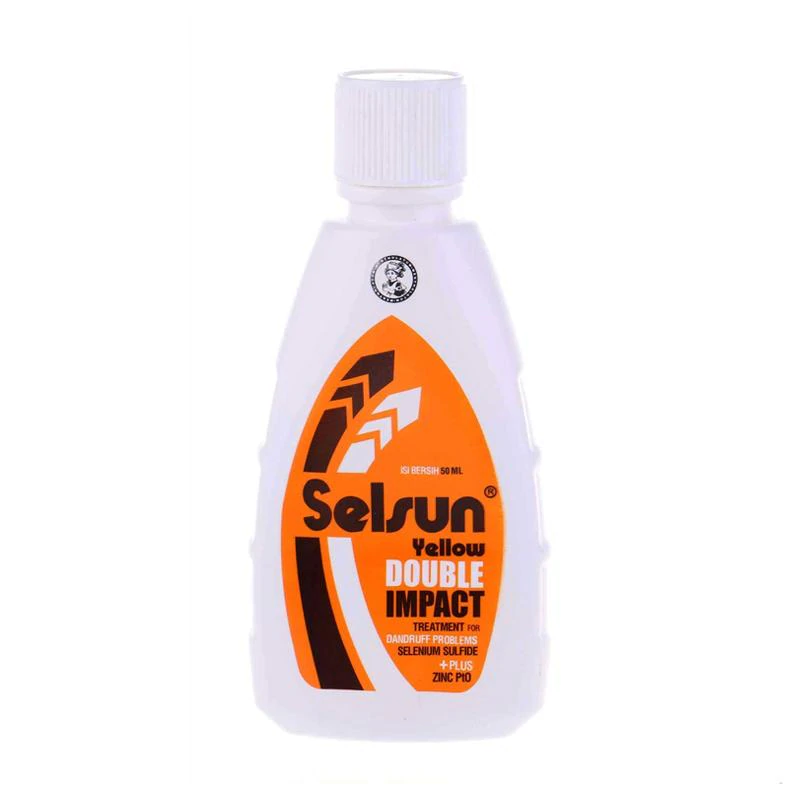 ISI BERSIH 50 ML
Selsun®
Yellow
DOUBLE
IMPACT
TREATMENT FOR
DANDRUFF PROBLEMS
SELENIUM SULFIDE
+ PLUS
ZINC PtO